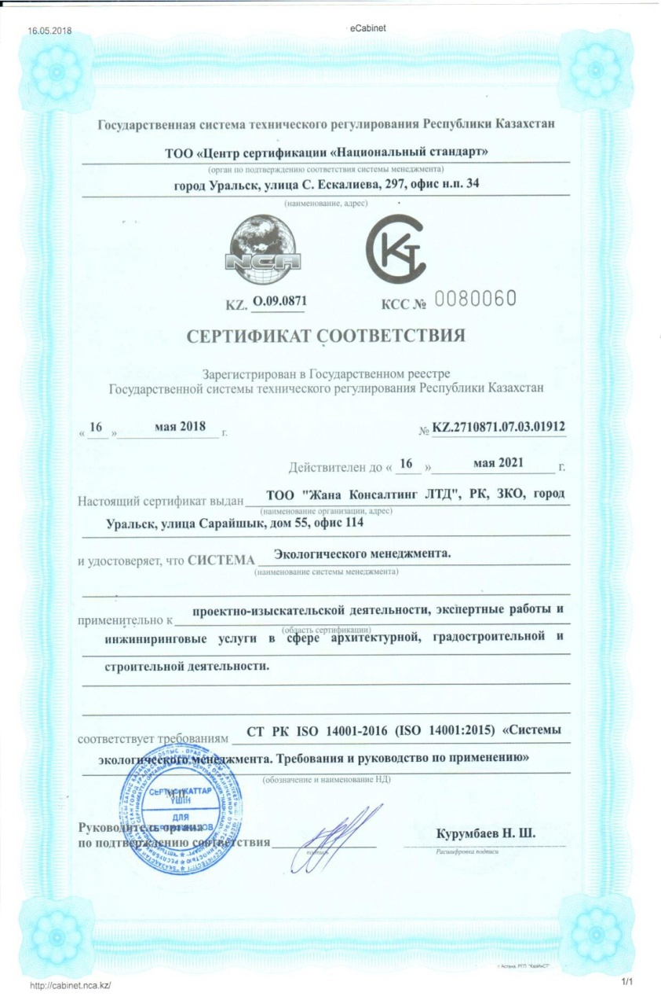 16.05.2018
eCabinet
Государственная система технического регулирования Республики Казахстан
ТОО «Центр сертификации «Национальный стандарт»
(орган по подтверждению соответствия системы менеджмента)
город Уральск, улица С. Ескалиева, 297, офис н.п. 34
(наименование, адрес)
NCA
KZ. О.09.0871
КСС № 0080060
СЕРТИФИКАТ СООТВЕТСТВИЯ
Зарегистрирован в Государственном реестре
Государственной системы технического регулирования Республики Казахстан
« 16 » мая 2018 г.
№ KZ.2710871.07.03.01912
Действителен до « 16 » мая 2021 г.
Настоящий сертификат выдан ТОО "Жана Консалтинг ЛТД", РК, ЗКО, город
(наименование организации, адрес)
Уральск, улица Сарайшык, дом 55, офис 114
и удостоверяет, что СИСТЕМА Экологического менеджмента.
(наименование системы менеджмента)
применительно к проектно-изыскательской деятельности, экспертные работы и
(область сертификации)
инжиниринговые услуги в сфере архитектурной, градостроительной и
строительной деятельности.
соответствует требованиям СТ РК ISO 14001-2016 (ISO 14001:2015) «Системы
экологического менеджмента. Требования и руководство по применению»
(обозначение и наименование НД)
М.П.
СЕРТИФИКАТТАР
ҮШІН
ДЛЯ
СЕРТИФИКАТОВ
Руководитель органа
по подтверждению соответствия
подпись
Курумбаев Н. Ш.
Расшифровка подписи
г. Астана, РГП "КазИнСТ"
http://cabinet.nca.kz/
1/1